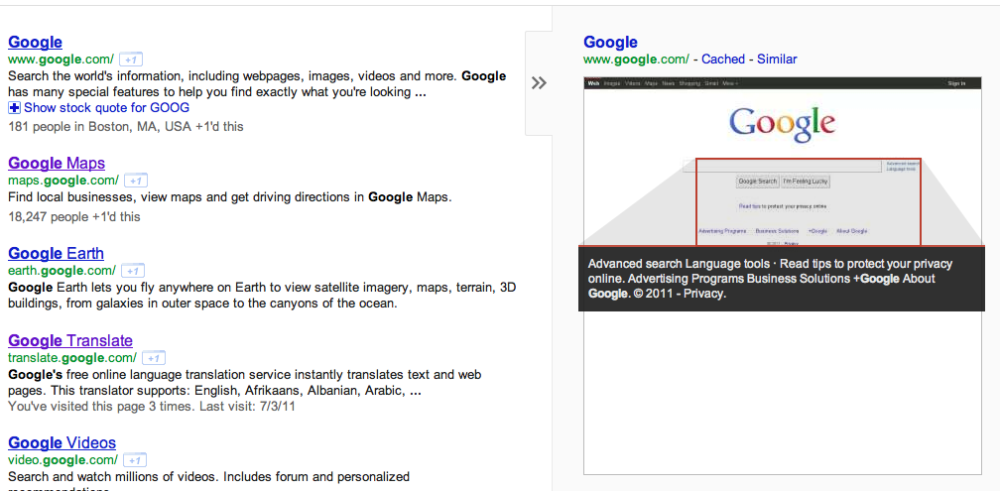 Google
www.google.com/ +1
Search the world's information, including webpages, images, videos and more. Google
has many special features to help you find exactly what you're looking ...
Show stock quote for GOOG
181 people in Boston, MA, USA +1'd this
Google Maps
maps.google.com/ +1
Find local businesses, view maps and get driving directions in Google Maps.
18,247 people +1'd this
Google Earth
earth.google.com/ +1
Google Earth lets you fly anywhere on Earth to view satellite imagery, maps, terrain, 3D
buildings, from galaxies in outer space to the canyons of the ocean.
Google Translate
translate.google.com/ +1
Google's free online language translation service instantly translates text and web
pages. This translator supports: English, Afrikaans, Albanian, Arabic, ...
You've visited this page 3 times. Last visit: 7/3/11
Google Videos
video.google.com/ +1
Search and watch millions of videos. Includes forum and personalized
»
Google
www.google.com/ - Cached - Similar
Web Images Videos Maps News Shopping Gmail More Sign in
Google
Advanced search
Language tools
Google Search I'm Feeling Lucky
Read tips to protect your privacy online
Advertising Programs Business Solutions +Google About Google
© 2011 - Privacy
Advanced search Language tools · Read tips to protect your privacy
online. Advertising Programs Business Solutions +Google About
Google. © 2011 - Privacy.